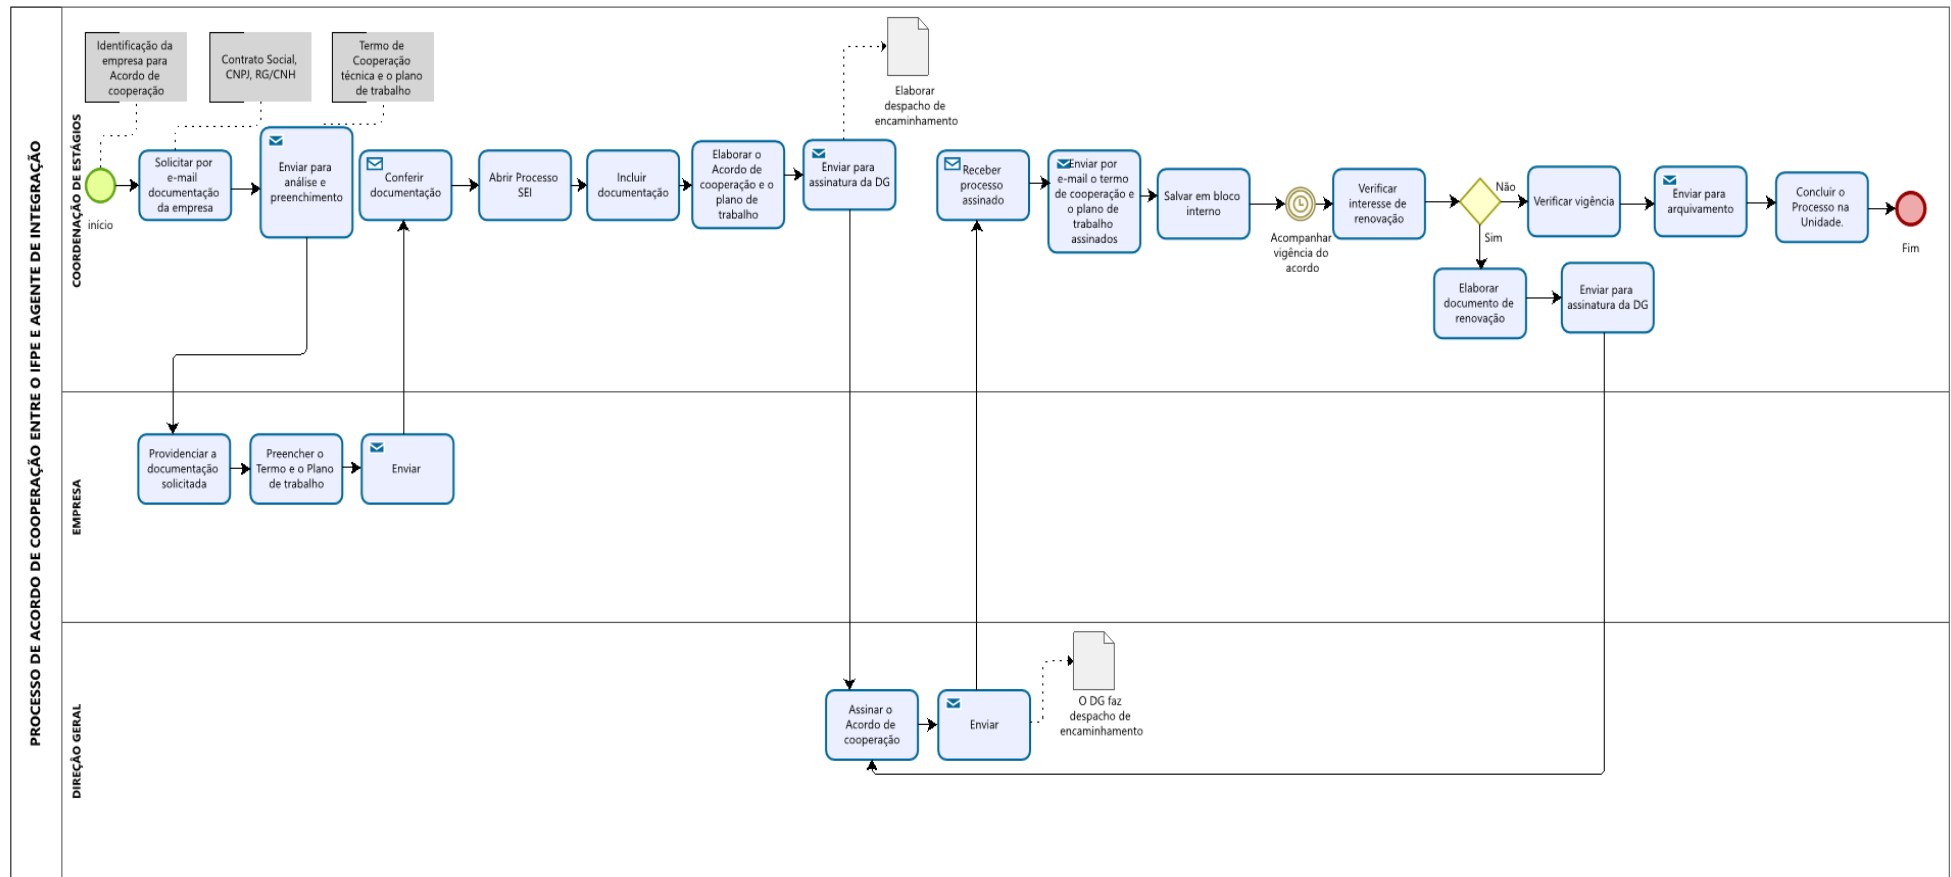 PROCESSO DE ACORDO DE COOPERAÇÃO ENTRE O IFPE E AGENTE DE INTEGRAÇÃO
COORDENAÇÃO DE ESTÁGIOS
Identificação da
empresa para
Acordo de
cooperação
Contrato Social,
CNPJ, RG/CNH
Termo de
Cooperação
técnica e o plano
de trabalho
início
Solicitar por
e-mail
documentação
da empresa
Enviar para
análise e
preenchimento
Conferir
documentação
Abrir Processo
SEI
Incluir
documentação
Elaborar o
Acordo de
cooperação e o
plano de
trabalho
Enviar para
assinatura da DG
Elaborar
despacho de
encaminhamento
Receber
processo
assinado
Enviar por
e-mail o termo
de cooperação e
o plano de
trabalho
assinados
Salvar em bloco
interno
Acompanhar
vigência do
acordo
Verificar
interesse de
renovação
Não
Sim
Verificar vigência
Enviar para
arquivamento
Concluir o
Processo na
Unidade.
Fim
Elaborar
documento de
renovação
Enviar para
assinatura da DG
EMPRESA
Providenciar a
documentação
solicitada
Preencher o
Termo e o Plano
de trabalho
Enviar
DIREÇÃO GERAL
Assinar o
Acordo de
cooperação
Enviar
O DG faz
despacho de
encaminhamento